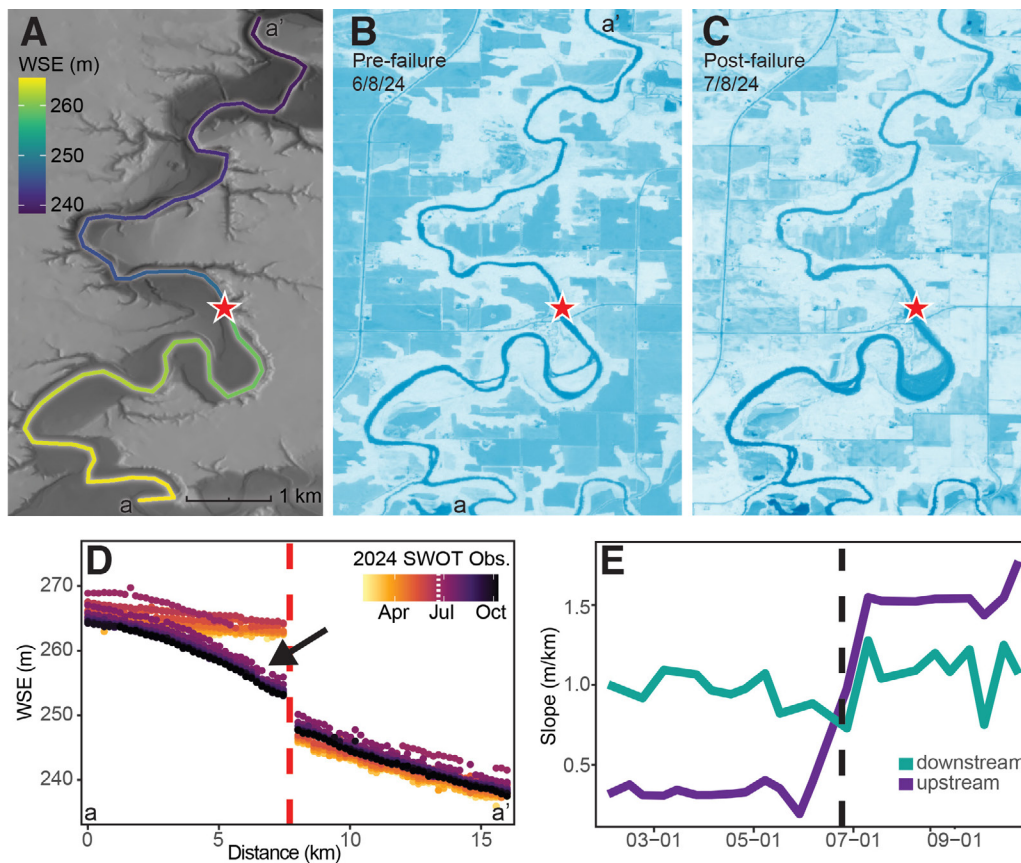 A
WSE (m)
260
250
240
a'
a
1 km
B
Pre-failure
6/8/24
a'
a
C
Post-failure
7/8/24
D
2024 SWOT Obs.
Apr Jul Oct
WSE (m)
270
260
250
240
a
a'
0 5 10 15
Distance (km)
E
Slope (m/km)
1.5
1.0
0.5
downstream
upstream
03-01 05-01 07-01 09-01